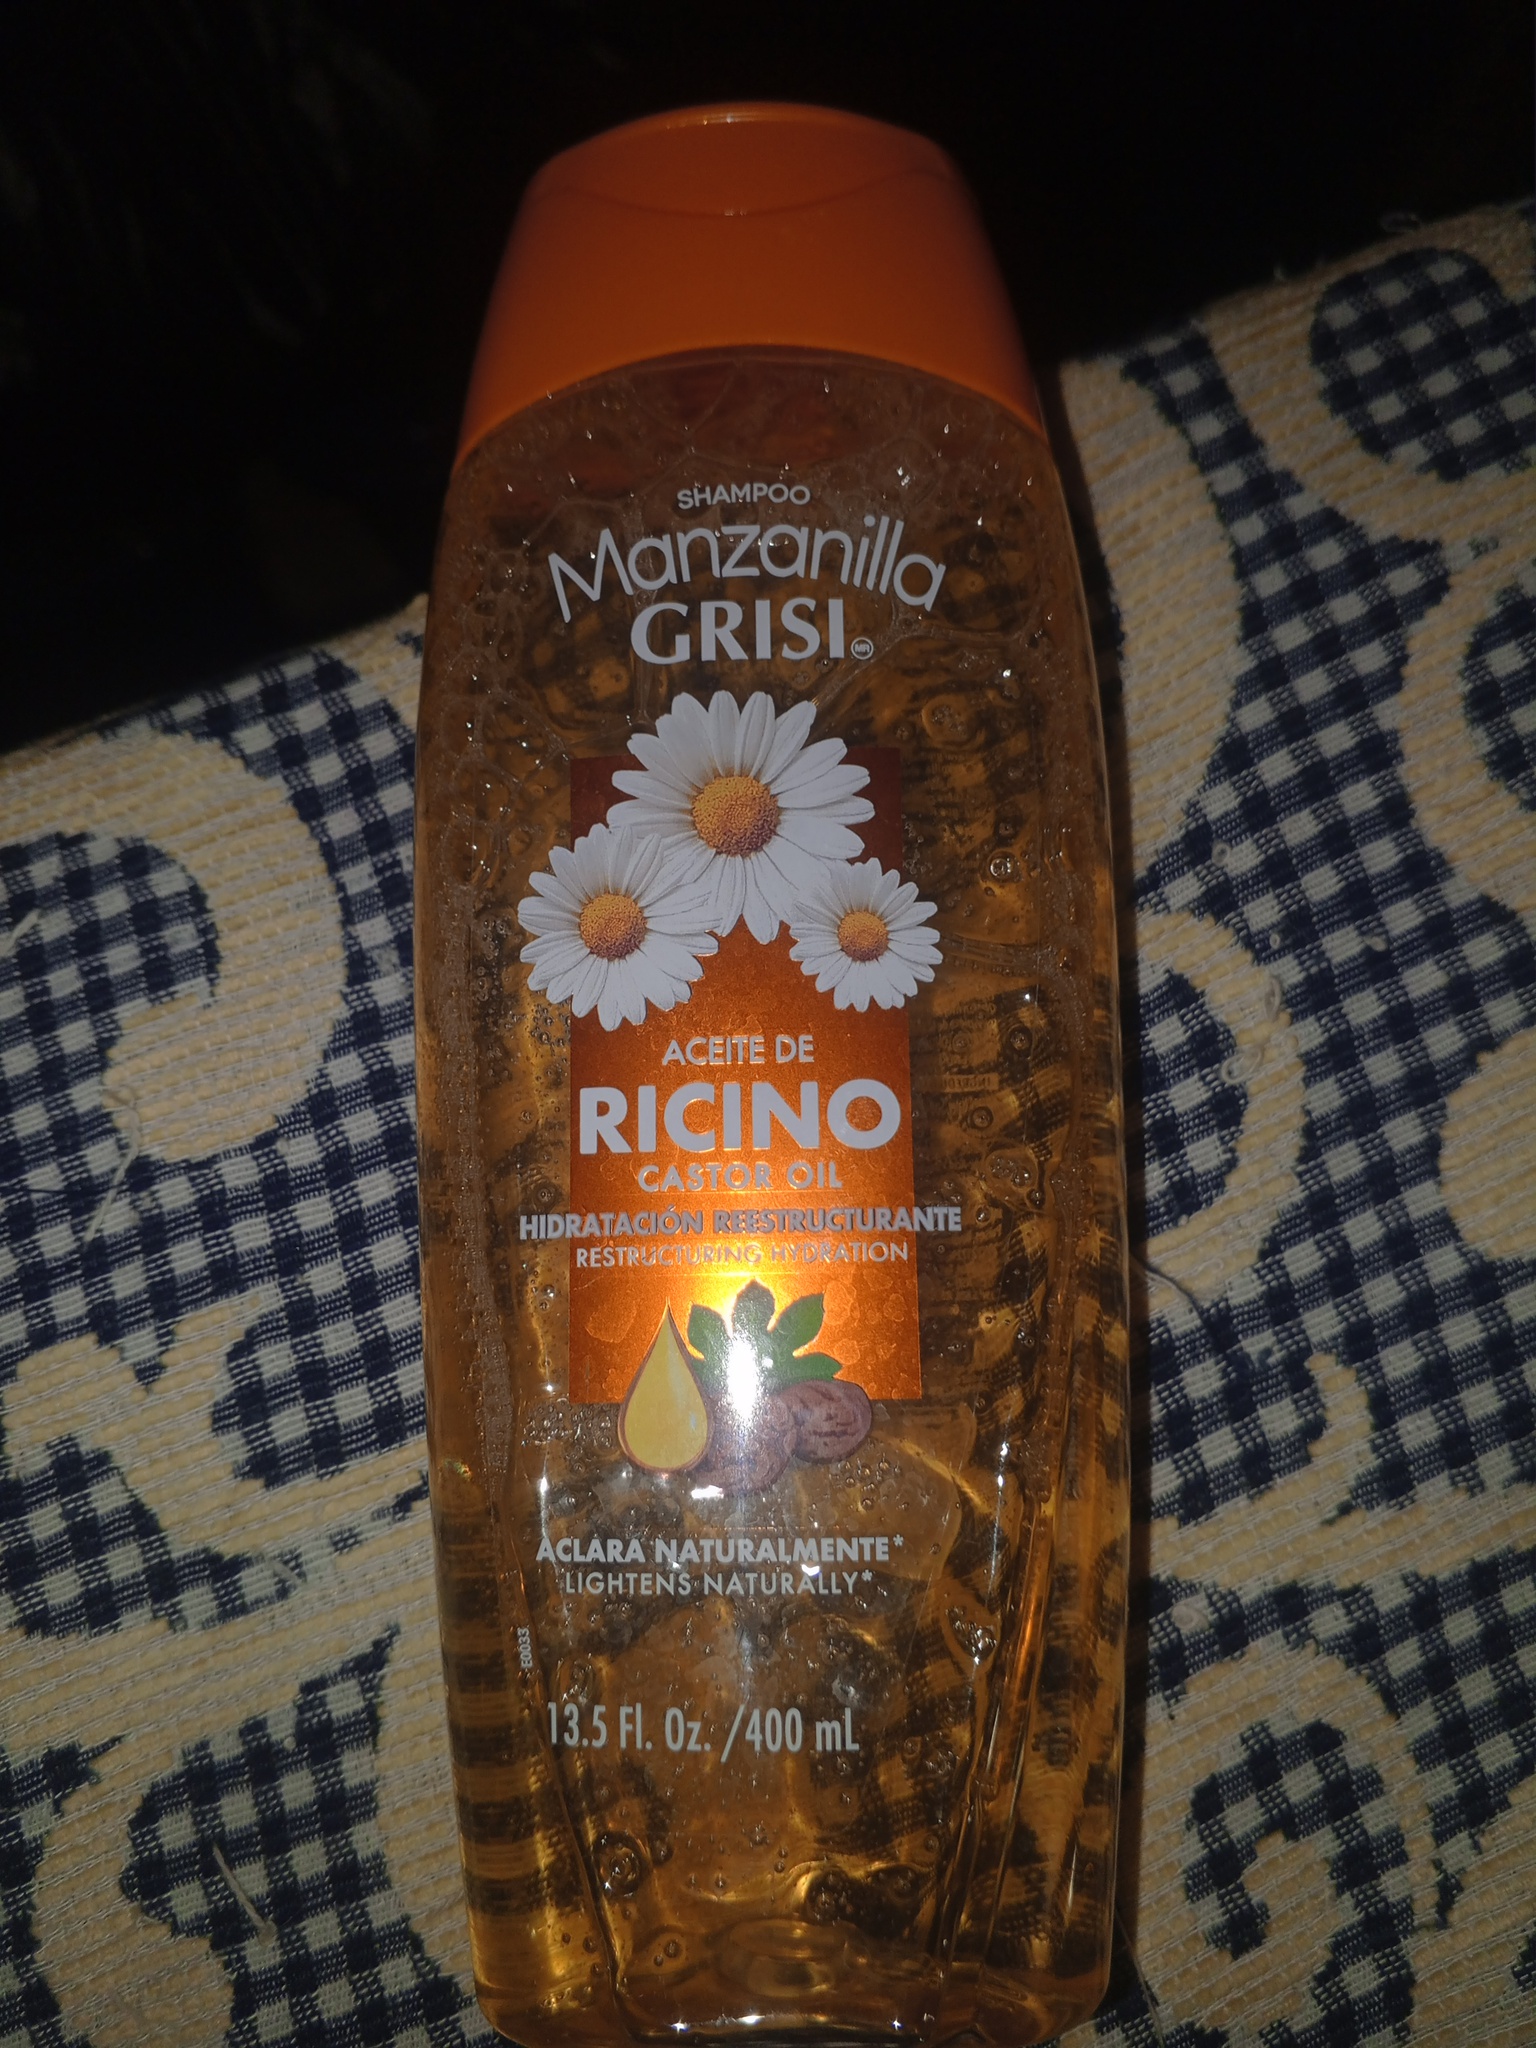 SHAMPOO
Manzanilla
GRISI MR
ACEITE DE
RICINO
CASTOR OIL
HIDRATACIÓN REESTRUCTURANTE
RESTRUCTURING HYDRATION
ACLARA NATURALMENTE*
LIGHTENS NATURALLY*
E0033
13.5 Fl. Oz. /400 mL